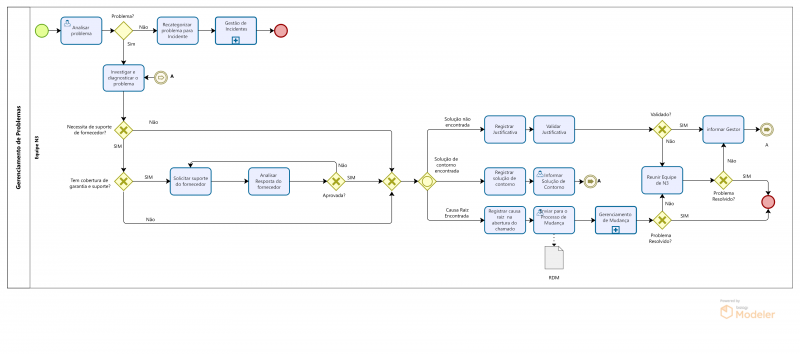 Gerenciamento de Problemas
Equipe N3
Analisar
problema
Problema?
Não
Sim
Recategorizar
problema para
Incidente
Gestão de
Incidentes
Investigar e
diagnosticar o
problema
A
Necessita de suporte
de fornecedor?
Não
SIM
Tem cobertura de
garantia e suporte?
SIM
Não
Solicitar suporte
do fornecedor
Analisar
Resposta do
fornecedor
Não
SIM
Aprovada?
Solução não
encontrada
Registrar
Justificativa
Validar
Justificativa
Validado?
SIM
Não
Informar Gestor
A
Solução de
contorno
encontrada
Registrar
solução de
contorno
Informar
Solução de
Contorno
A
Reunir Equipe
de N3
Não
SIM
Problema
Resolvido?
Causa Raiz
Encontrada
Registrar causa
raiz na
abertura do
chamado
Enviar para o
Processo de
Mudança
Gerenciamento
de Mudança
Não
SIM
Problema
Resolvido?
RDM
Powered by
Modeler